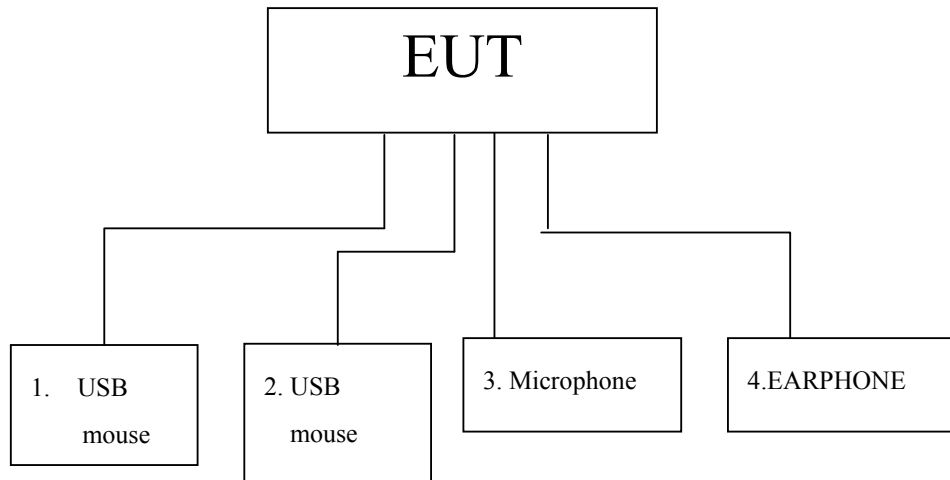 EUT
1. USB
mouse
2. USB
mouse
3. Microphone
4.EARPHONE